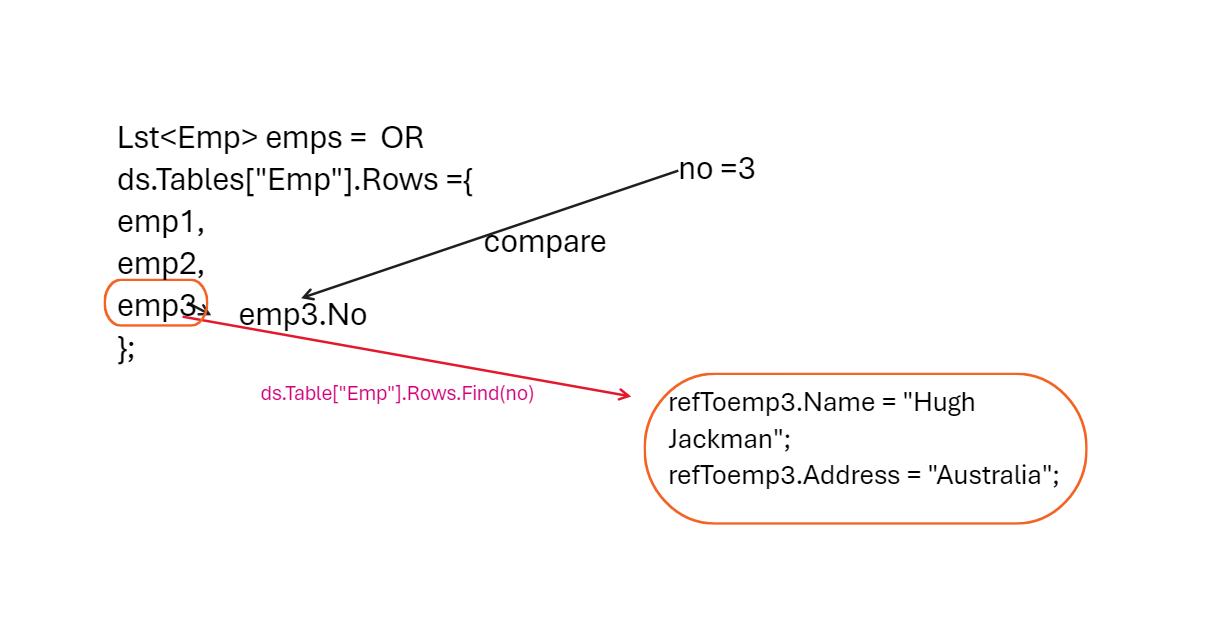 Lst<Emp> emps =  OR
ds.Tables["Emp"].Rows ={
emp1,
emp2,
emp3,
};
no =3
compare
emp3.No
ds.Table["Emp"].Rows.Find(no)
refToemp3.Name = "Hugh
Jackman";
refToemp3.Address = "Australia";